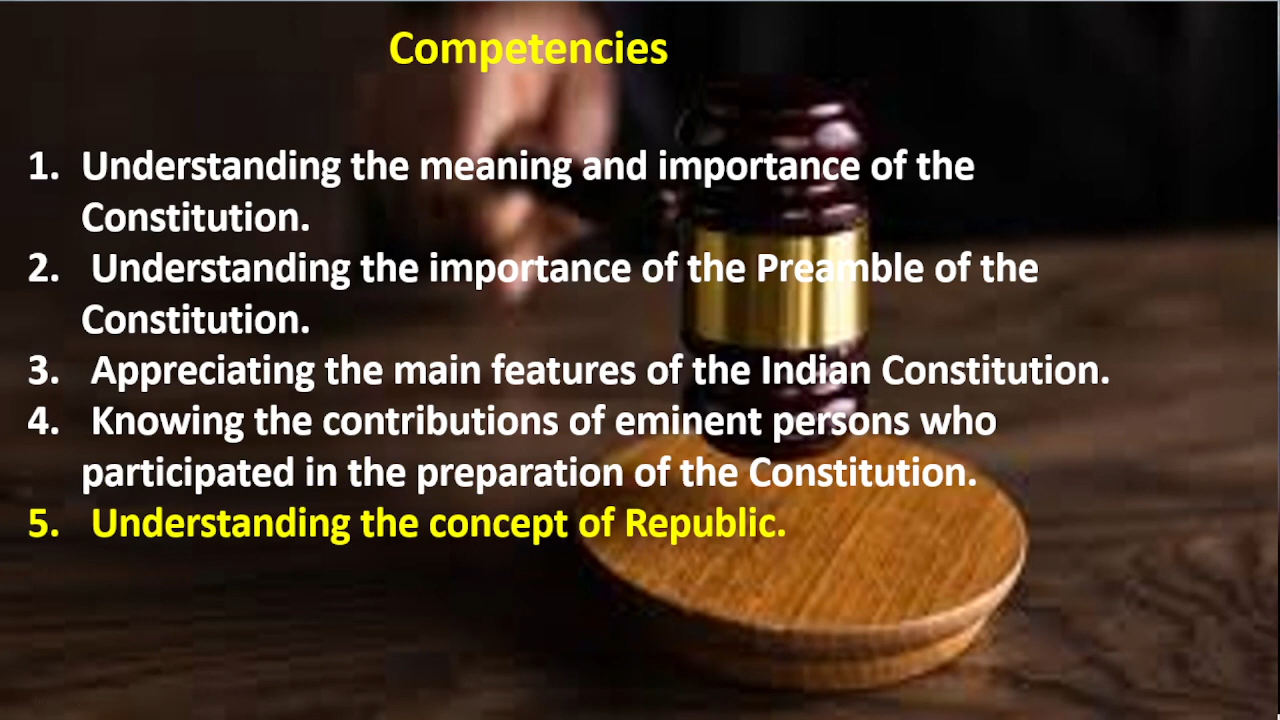 Competencies
1. Understanding the meaning and importance of the
Constitution.
2. Understanding the importance of the Preamble of the
Constitution.
3. Appreciating the main features of the Indian Constitution.
4. Knowing the contributions of eminent persons who
participated in the preparation of the Constitution.
5. Understanding the concept of Republic.